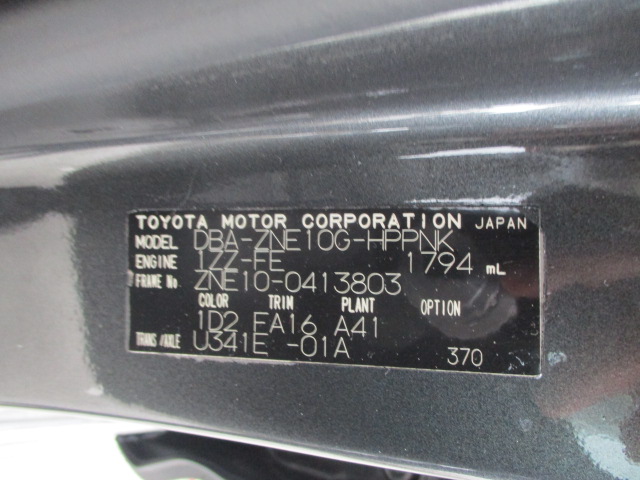 TOYOTA MOTOR CORPORATION JAPAN
MODEL DBA-ZNE10G-HPPNK
ENGINE 1ZZ-FE 1794 mL
FRAME No ZNE10-0413803
COLOR TRIM PLANT OPTION
1D2 FA16 A41
TRANS/AXLE U341E -01A 370